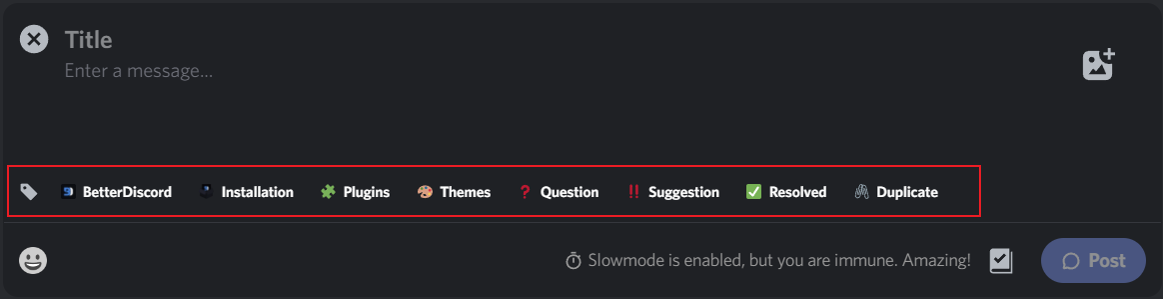 Title
Enter a message...
BetterDiscord Installation Plugins Themes Question Suggestion Resolved Duplicate
Slowmode is enabled, but you are immune. Amazing! Post